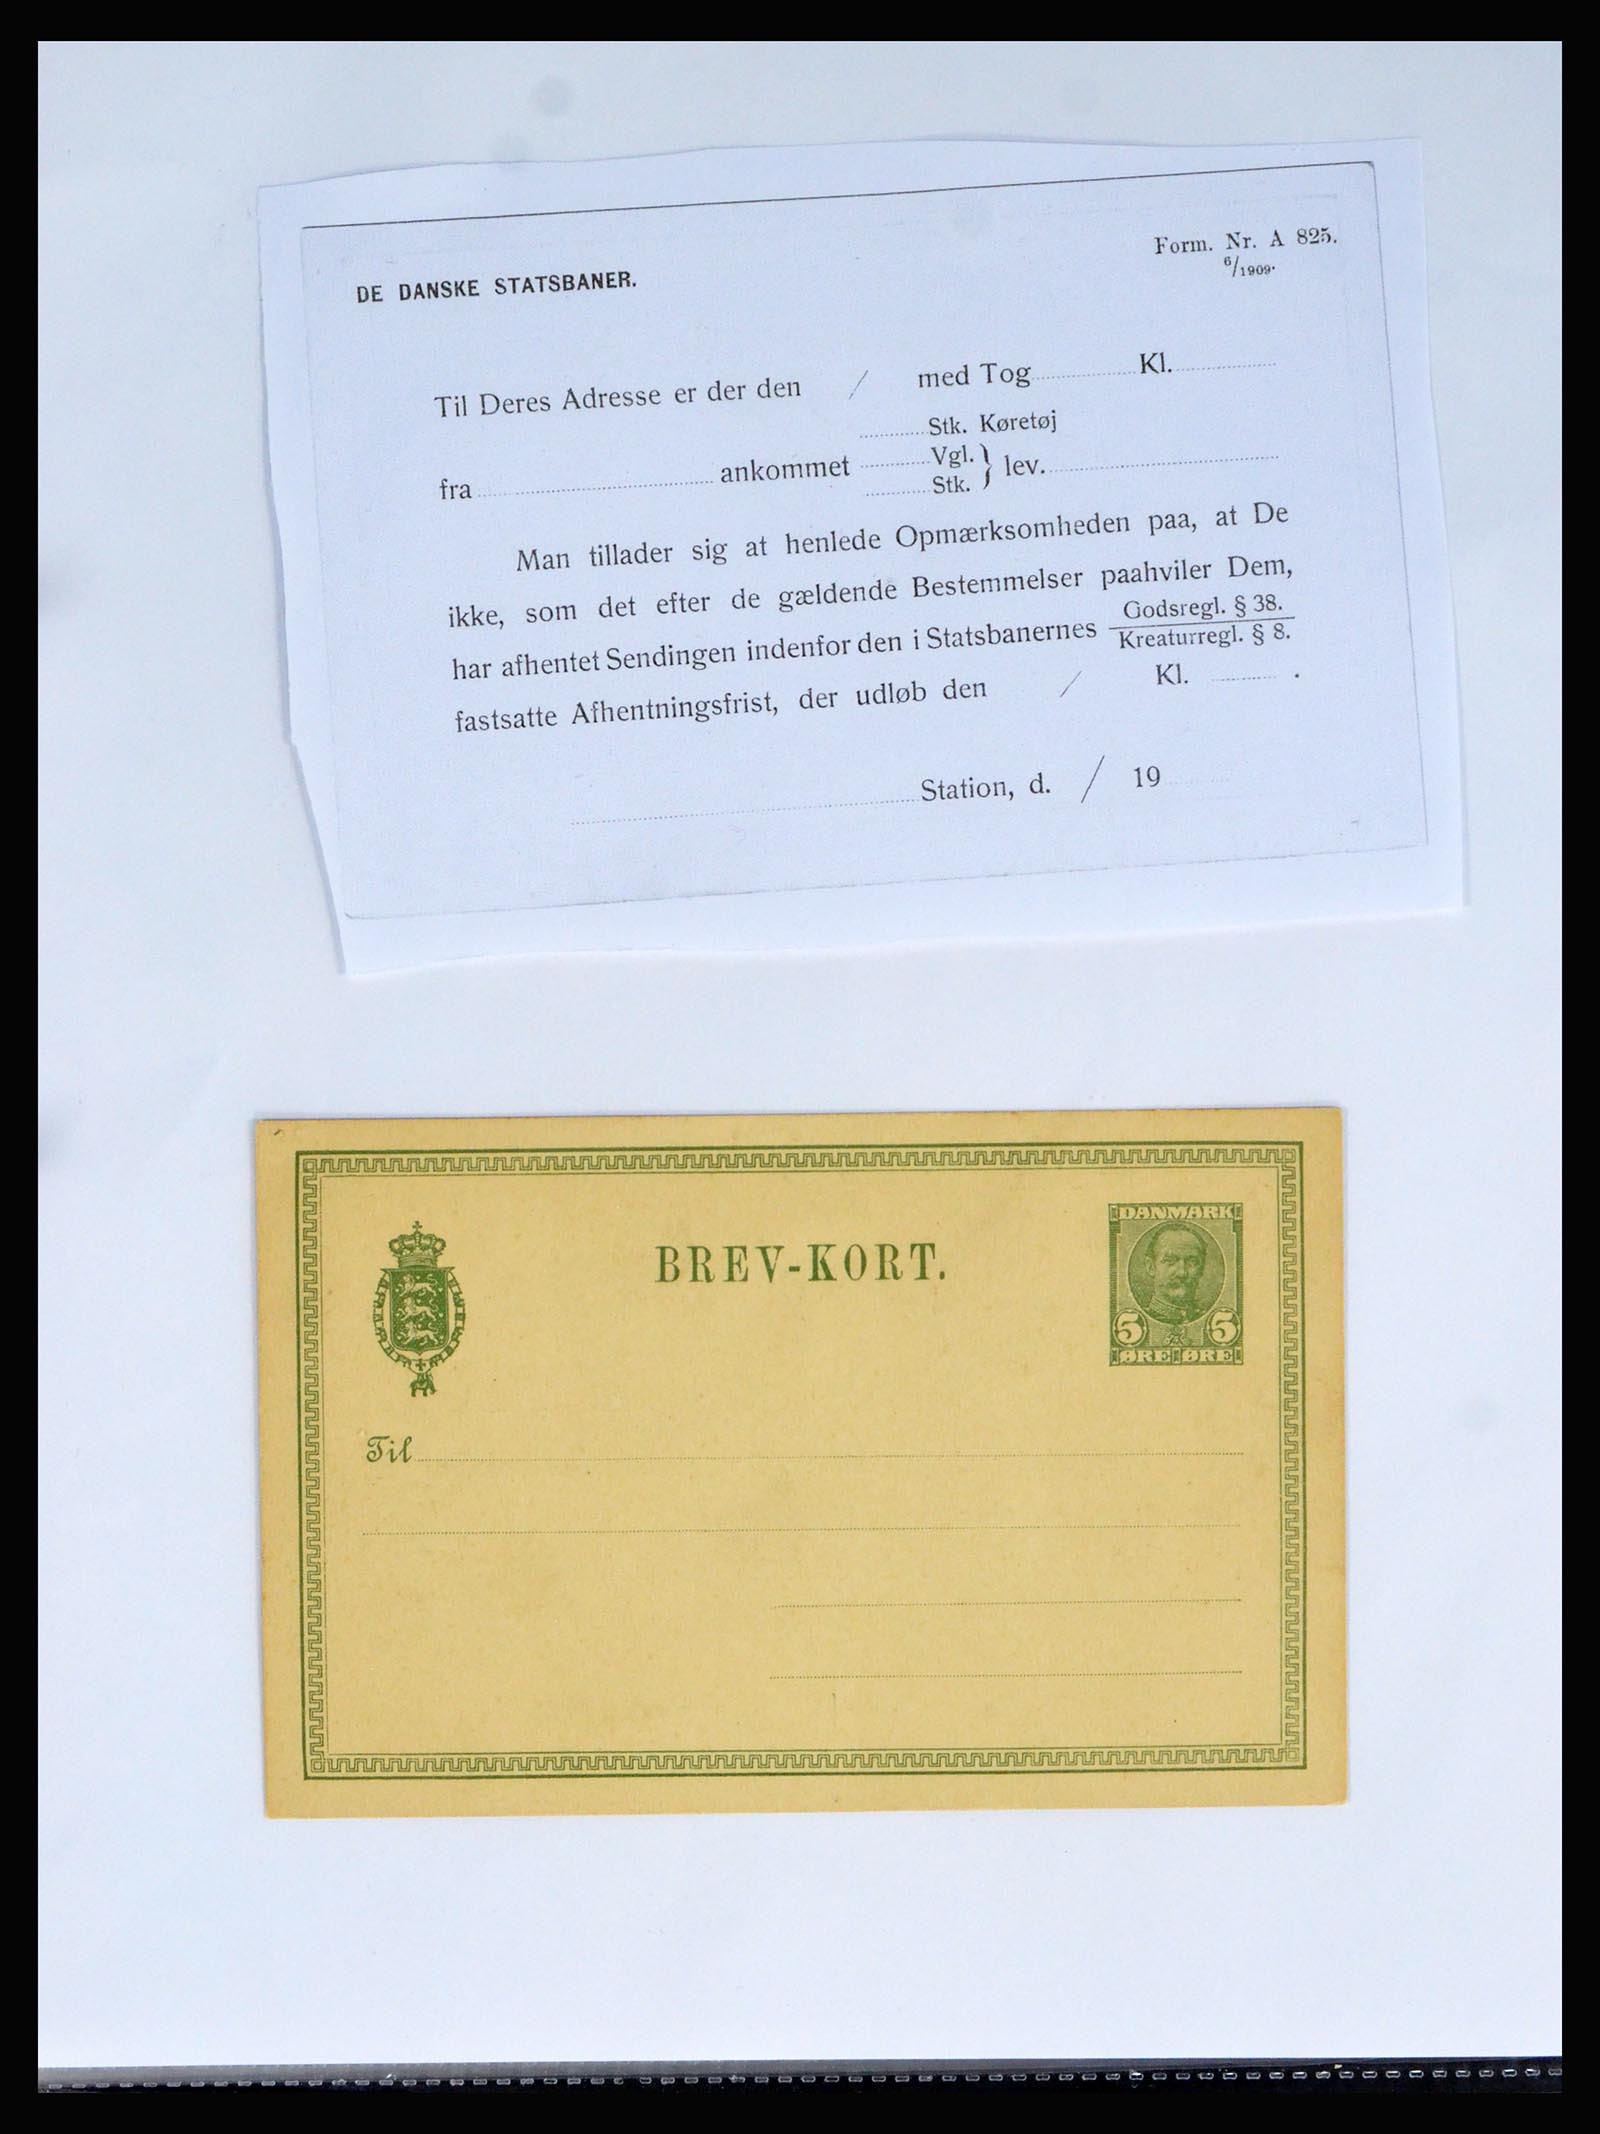 Form. Nr. A 825.
6/1909.
DE DANSKE STATSBANER.
Til Deres Adresse er der den / med Tog Kl.
Stk. Køretøj
fra ankommet Vgl. } lev.
Stk.
Man tillader sig at henlede Opmærksomheden paa, at De
ikke, som det efter de gældende Bestemmelser paahviler Dem,
har afhentet Sendingen indenfor den i Statsbanernes Godsregl. § 38.
Kreaturregl. § 8.
fastsatte Afhentningsfrist, der udløb den / Kl. .
Station, d. / 19
DANMARK
BREV-KORT.
5 5
ØRE ØRE
Til